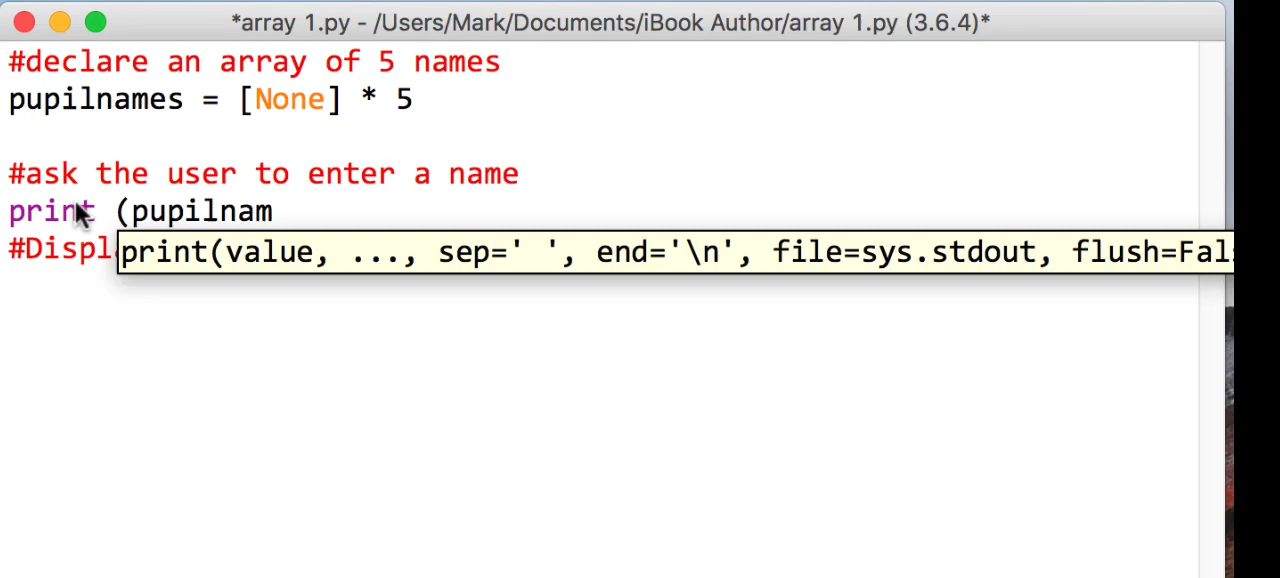 *array 1.py - /Users/Mark/Documents/iBook Author/array 1.py (3.6.4)*
#declare an array of 5 names
pupilnames = [None] * 5
#ask the user to enter a name
print (pupilnam
#Displ
print(value, ..., sep=' ', end='\n', file=sys.stdout, flush=Fal